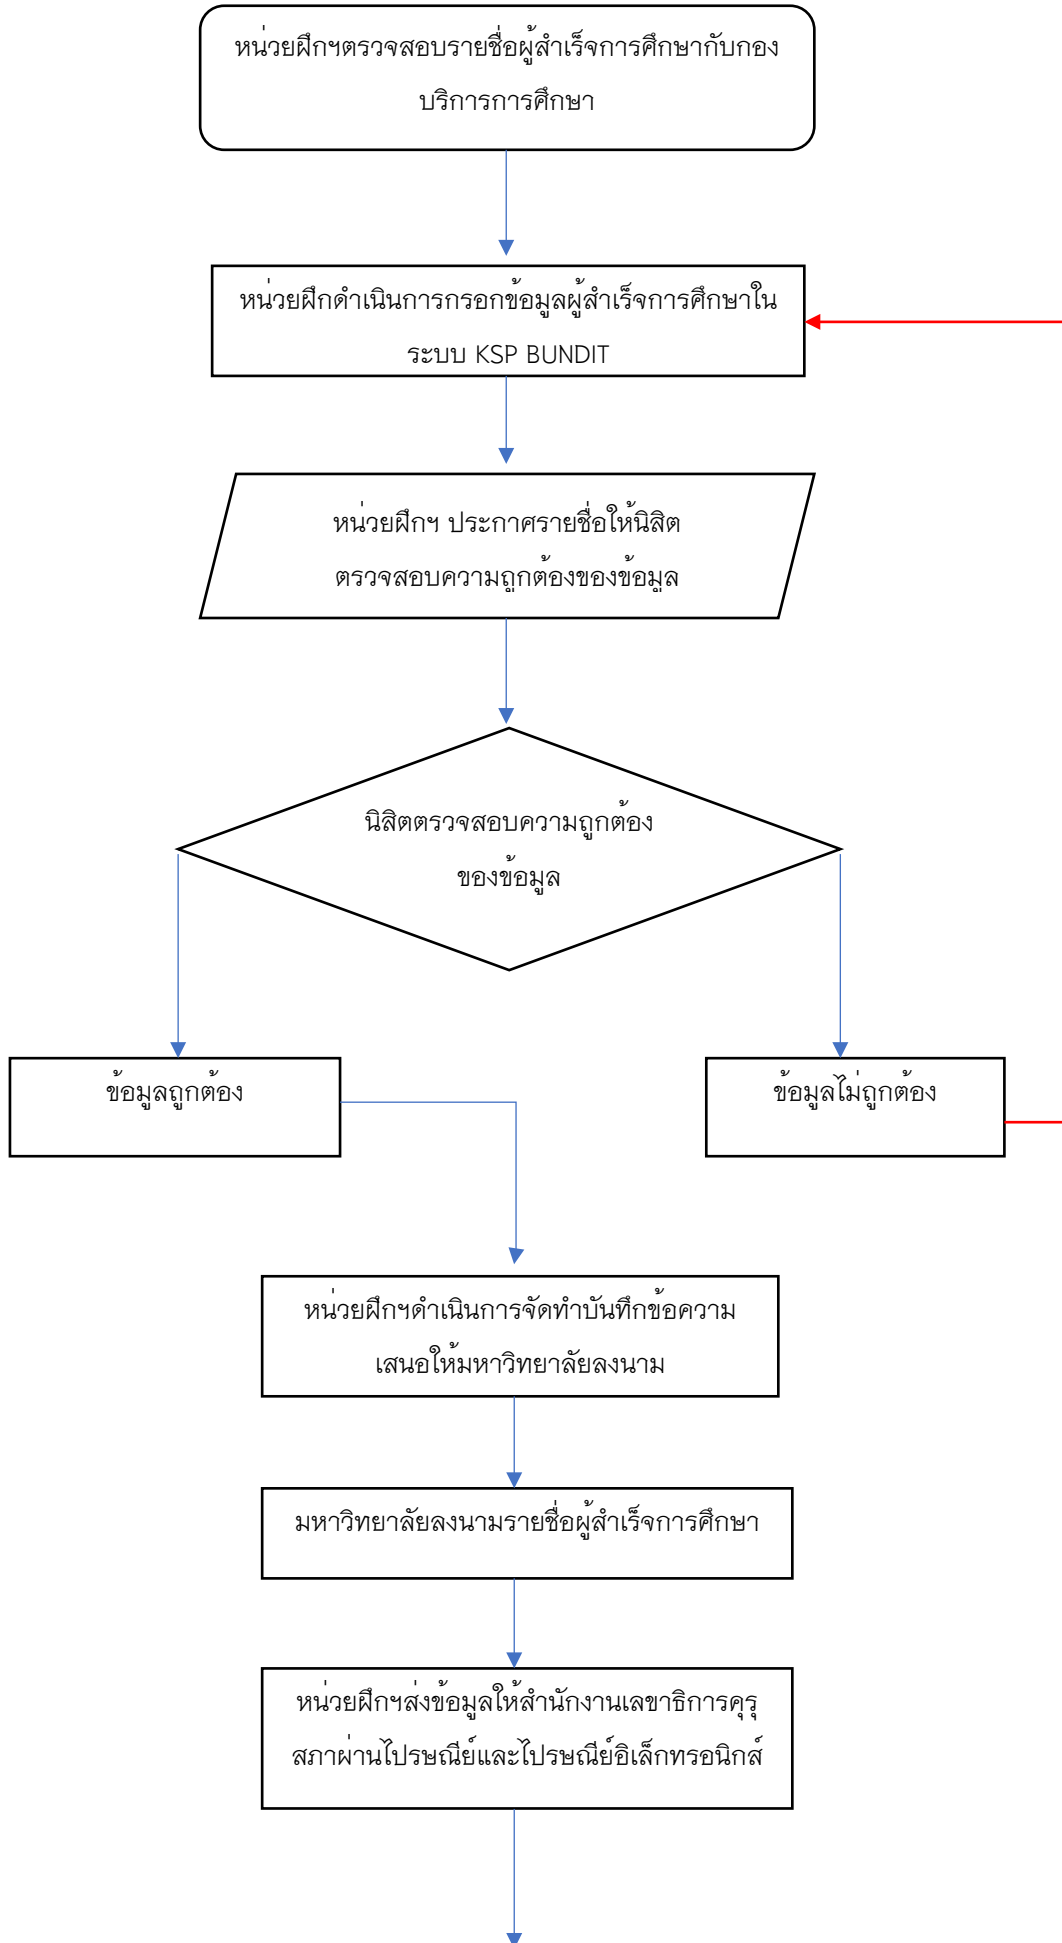 หน่วยฝึกฯตรวจสอบรายชื่อผู้สำเร็จการศึกษากับกอง
บริการการศึกษา
หน่วยฝึกดำเนินการกรอกข้อมูลผู้สำเร็จการศึกษาใน
ระบบ KSP BUNDIT
หน่วยฝึกฯ ประกาศรายชื่อให้นิสิต
ตรวจสอบความถูกต้องของข้อมูล
นิสิตตรวจสอบความถูกต้อง
ของข้อมูล
ข้อมูลถูกต้อง
ข้อมูลไม่ถูกต้อง
หน่วยฝึกฯดำเนินการจัดทำบันทึกข้อความ
เสนอให้มหาวิทยาลัยลงนาม
มหาวิทยาลัยลงนามรายชื่อผู้สำเร็จการศึกษา
หน่วยฝึกฯส่งข้อมูลให้สำนักงานเลขาธิการคุรุ
สภาผ่านไปรษณีย์และไปรษณีย์อิเล็กทรอนิกส์